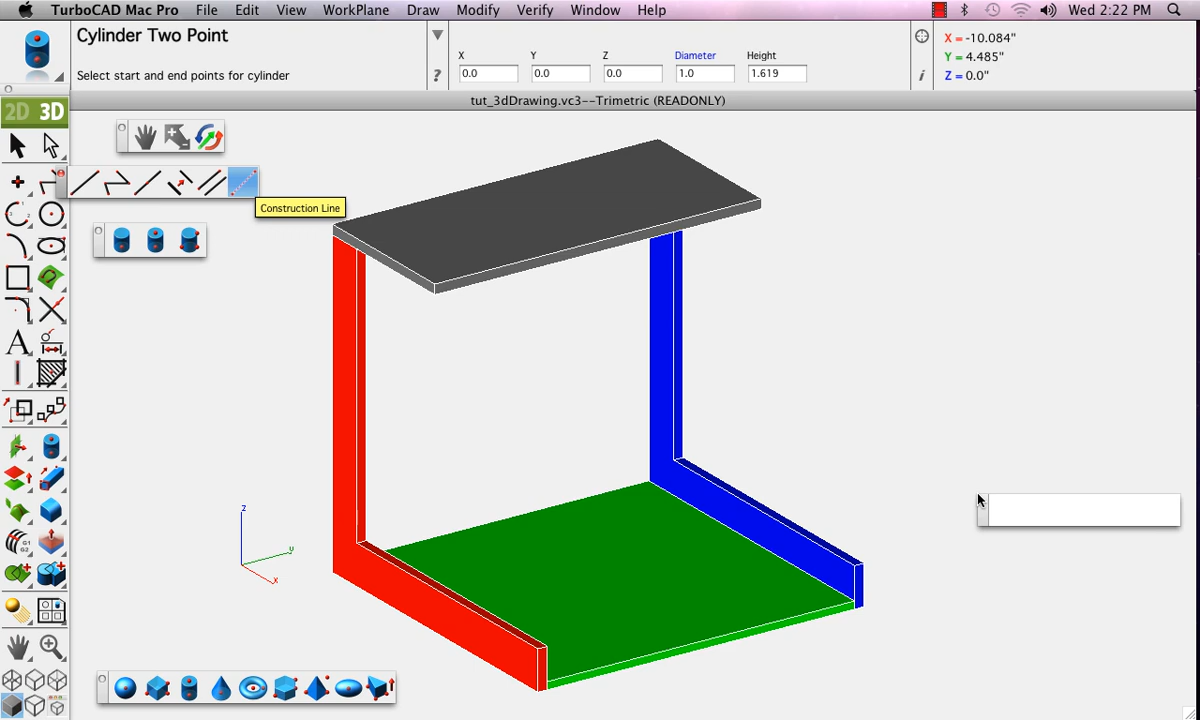 TurboCAD Mac Pro File Edit View WorkPlane Draw Modify Verify Window Help Wed 2:22 PM
Cylinder Two Point
Select start and end points for cylinder
?
X Y Z Diameter Height
0.0 0.0 0.0 1.0 1.619
i
X = -10.084"
Y = 4.485"
Z = 0.0"
tut_3dDrawing.vc3--Trimetric (READONLY)
2D 3D
Construction Line
A
G1
G2
z
y
x